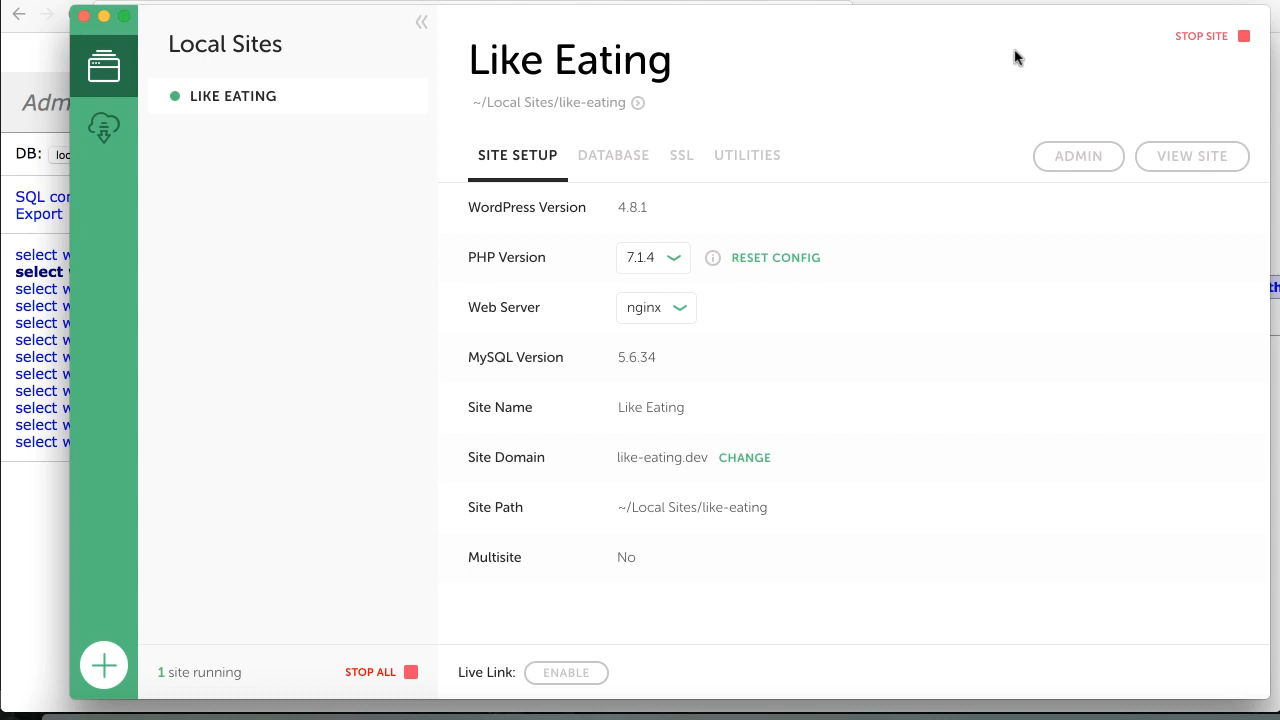 Local Sites
LIKE EATING
1 site running
STOP ALL
Like Eating
~/Local Sites/like-eating
STOP SITE
SITE SETUP
DATABASE
SSL
UTILITIES
ADMIN
VIEW SITE
WordPress Version 4.8.1
PHP Version 7.1.4 RESET CONFIG
Web Server nginx
MySQL Version 5.6.34
Site Name Like Eating
Site Domain like-eating.dev CHANGE
Site Path ~/Local Sites/like-eating
Multisite No
Live Link: ENABLE
DB:
SQL
Export
select
select
select
select
select
select
select
select
select
select
select
select